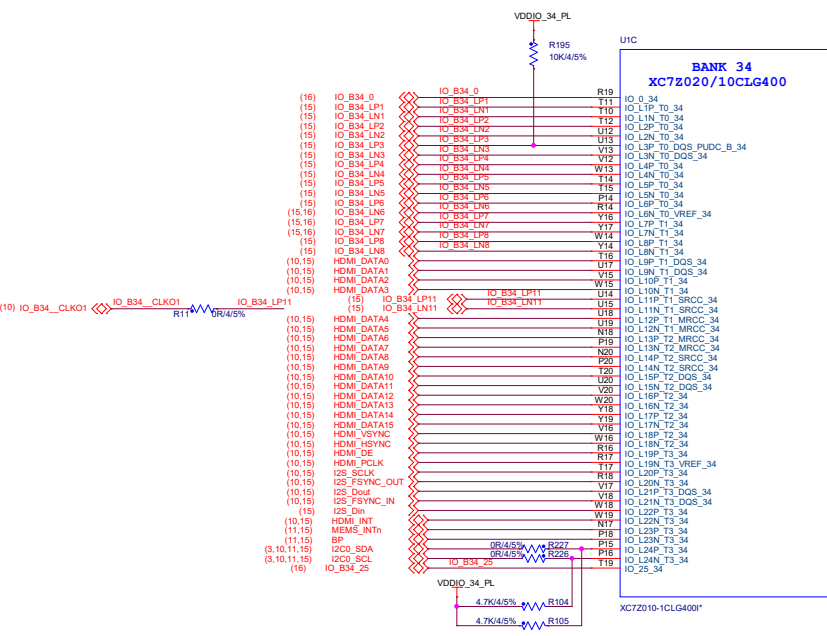 VDDIO_34_PL
R195
10K/4/5%
U1C
BANK 34
XC7Z020/10CLG400
(16) IO_B34_0 IO_B34_0 R19 IO_0_34
(15) IO_B34_LP1 IO_B34_LP1 T11 IO_L1P_T0_34
(15) IO_B34_LN1 IO_B34_LN1 T10 IO_L1N_T0_34
(15) IO_B34_LP2 IO_B34_LP2 T12 IO_L2P_T0_34
(15) IO_B34_LN2 IO_B34_LN2 U12 IO_L2N_T0_34
(15) IO_B34_LP3 IO_B34_LP3 U13 IO_L3P_T0_DQS_PUDC_B_34
(15) IO_B34_LN3 IO_B34_LN3 V13 IO_L3N_T0_DQS_34
(15) IO_B34_LP4 IO_B34_LP4 V12 IO_L4P_T0_34
(15) IO_B34_LN4 IO_B34_LN4 W13 IO_L4N_T0_34
(15) IO_B34_LP5 IO_B34_LP5 T14 IO_L5P_T0_34
(15) IO_B34_LN5 IO_B34_LN5 T15 IO_L5N_T0_34
(15) IO_B34_LP6 IO_B34_LP6 P14 IO_L6P_T0_34
(15,16) IO_B34_LN6 IO_B34_LN6 R14 IO_L6N_T0_VREF_34
(15,16) IO_B34_LP7 IO_B34_LP7 Y16 IO_L7P_T1_34
(15,16) IO_B34_LN7 IO_B34_LN7 Y17 IO_L7N_T1_34
(15) IO_B34_LP8 IO_B34_LP8 W14 IO_L8P_T1_34
(15) IO_B34_LN8 IO_B34_LN8 Y14 IO_L8N_T1_34
(10,15) HDMI_DATA0 T16 IO_L9P_T1_DQS_34
(10,15) HDMI_DATA1 U17 IO_L9N_T1_DQS_34
(10,15) HDMI_DATA2 V15 IO_L10P_T1_34
(10,15) HDMI_DATA3 W15 IO_L10N_T1_34
(15) IO_B34_LP11 IO_B34_LP11 U14 IO_L11P_T1_SRCC_34
(10) IO_B34__CLKO1 IO_B34__CLKO1 R11 0R/4/5% IO_B34_LP11
(15) IO_B34_LN11 IO_B34_LN11 U15 IO_L11N_T1_SRCC_34
(10,15) HDMI_DATA4 U18 IO_L12P_T1_MRCC_34
(10,15) HDMI_DATA5 U19 IO_L12N_T1_MRCC_34
(10,15) HDMI_DATA6 N18 IO_L13P_T2_MRCC_34
(10,15) HDMI_DATA7 P19 IO_L13N_T2_MRCC_34
(10,15) HDMI_DATA8 N20 IO_L14P_T2_SRCC_34
(10,15) HDMI_DATA9 P20 IO_L14N_T2_SRCC_34
(10,15) HDMI_DATA10 T20 IO_L15P_T2_DQS_34
(10,15) HDMI_DATA11 U20 IO_L15N_T2_DQS_34
(10,15) HDMI_DATA12 V20 IO_L16P_T2_34
(10,15) HDMI_DATA13 W20 IO_L16N_T2_34
(10,15) HDMI_DATA14 Y18 IO_L17P_T2_34
(10,15) HDMI_DATA15 Y19 IO_L17N_T2_34
(10,15) HDMI_VSYNC V16 IO_L18P_T2_34
(10,15) HDMI_HSYNC W16 IO_L18N_T2_34
(10,15) HDMI_DE R16 IO_L19P_T3_34
(10,15) HDMI_PCLK R17 IO_L19N_T3_VREF_34
(10,15) I2S_SCLK T17 IO_L20P_T3_34
(10,15) I2S_FSYNC_OUT R18 IO_L20N_T3_34
(10,15) I2S_Dout V17 IO_L21P_T3_DQS_34
(10,15) I2S_FSYNC_IN V18 IO_L21N_T3_DQS_34
(15) I2S_Din W18 IO_L22P_T3_34
(10,15) HDMI_INT W19 IO_L22N_T3_34
(11,15) MEMS_INTn N17 IO_L23P_T3_34
(11,15) BP P18 IO_L23N_T3_34
(3,10,11,15) I2C0_SDA 0R/4/5% R227 P15 IO_L24P_T3_34
(3,10,11,15) I2C0_SCL 0R/4/5% R226 P16 IO_L24N_T3_34
(16) IO_B34_25 IO_B34_25 T19 IO_25_34
VDDIO_34_PL
4.7K/4/5% R104
XC7Z010-1CLG400I*
4.7K/4/5% R105